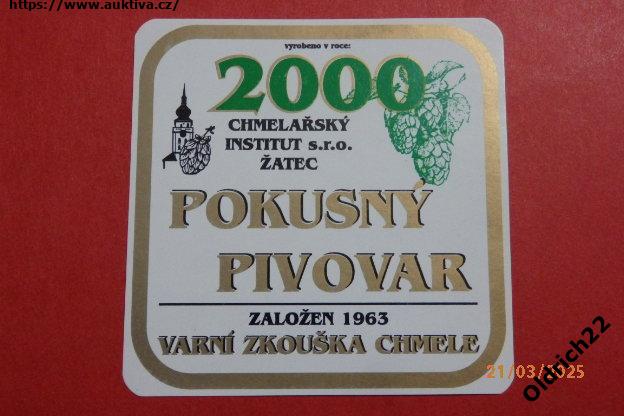 https://www.auktiva.cz/
vyrobeno v roce:
2000
CHMELAŘSKÝ
INSTITUT s.r.o.
ŽATEC
POKUSNÝ
PIVOVAR
ZALOŽEN 1963
VARNÍ ZKOUŠKA CHMELE
21/03/2025
Oldrich22